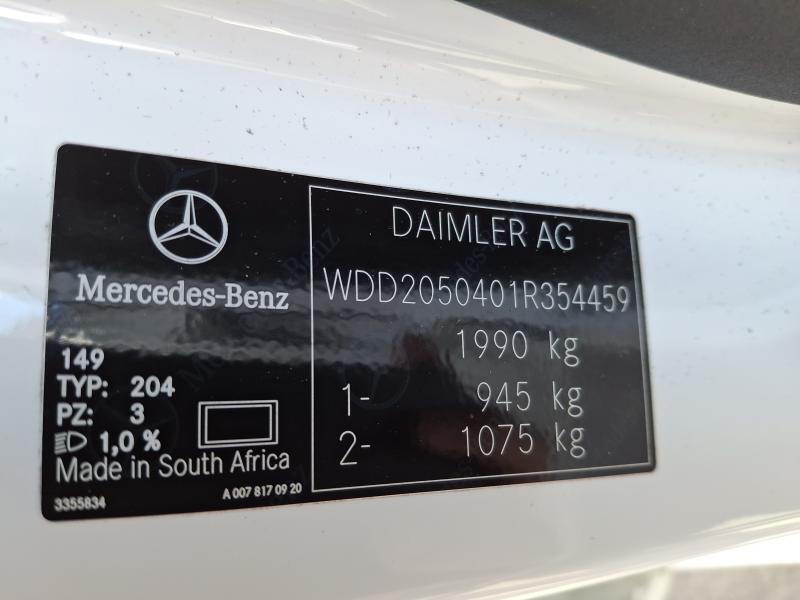 Mercedes-Benz
149
TYP: 204
PZ: 3
1,0 %
Made in South Africa
3355834
A 007 817 09 20
DAIMLER AG
WDD2050401R354459
1990 kg
1- 945 kg
2- 1075 kg